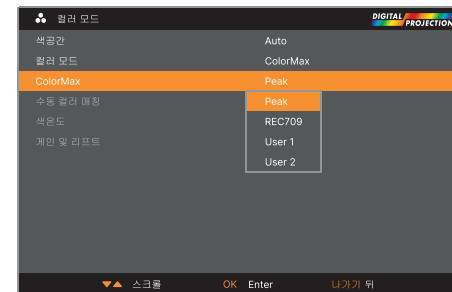 컬러 모드
DIGITAL PROJECTION
색공간 Auto
컬러 모드 ColorMax
ColorMax Peak
수동 컬러 매칭 Peak
색온도 REC709
게인 및 리프트 User 1
User 2
스크롤 OK Enter 나가기 뒤